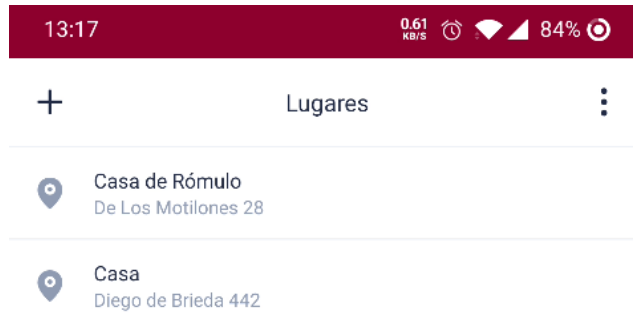 13:17 0.61 KB/S 84%
Lugares
Casa de Rómulo
De Los Motilones 28
Casa
Diego de Brieda 442